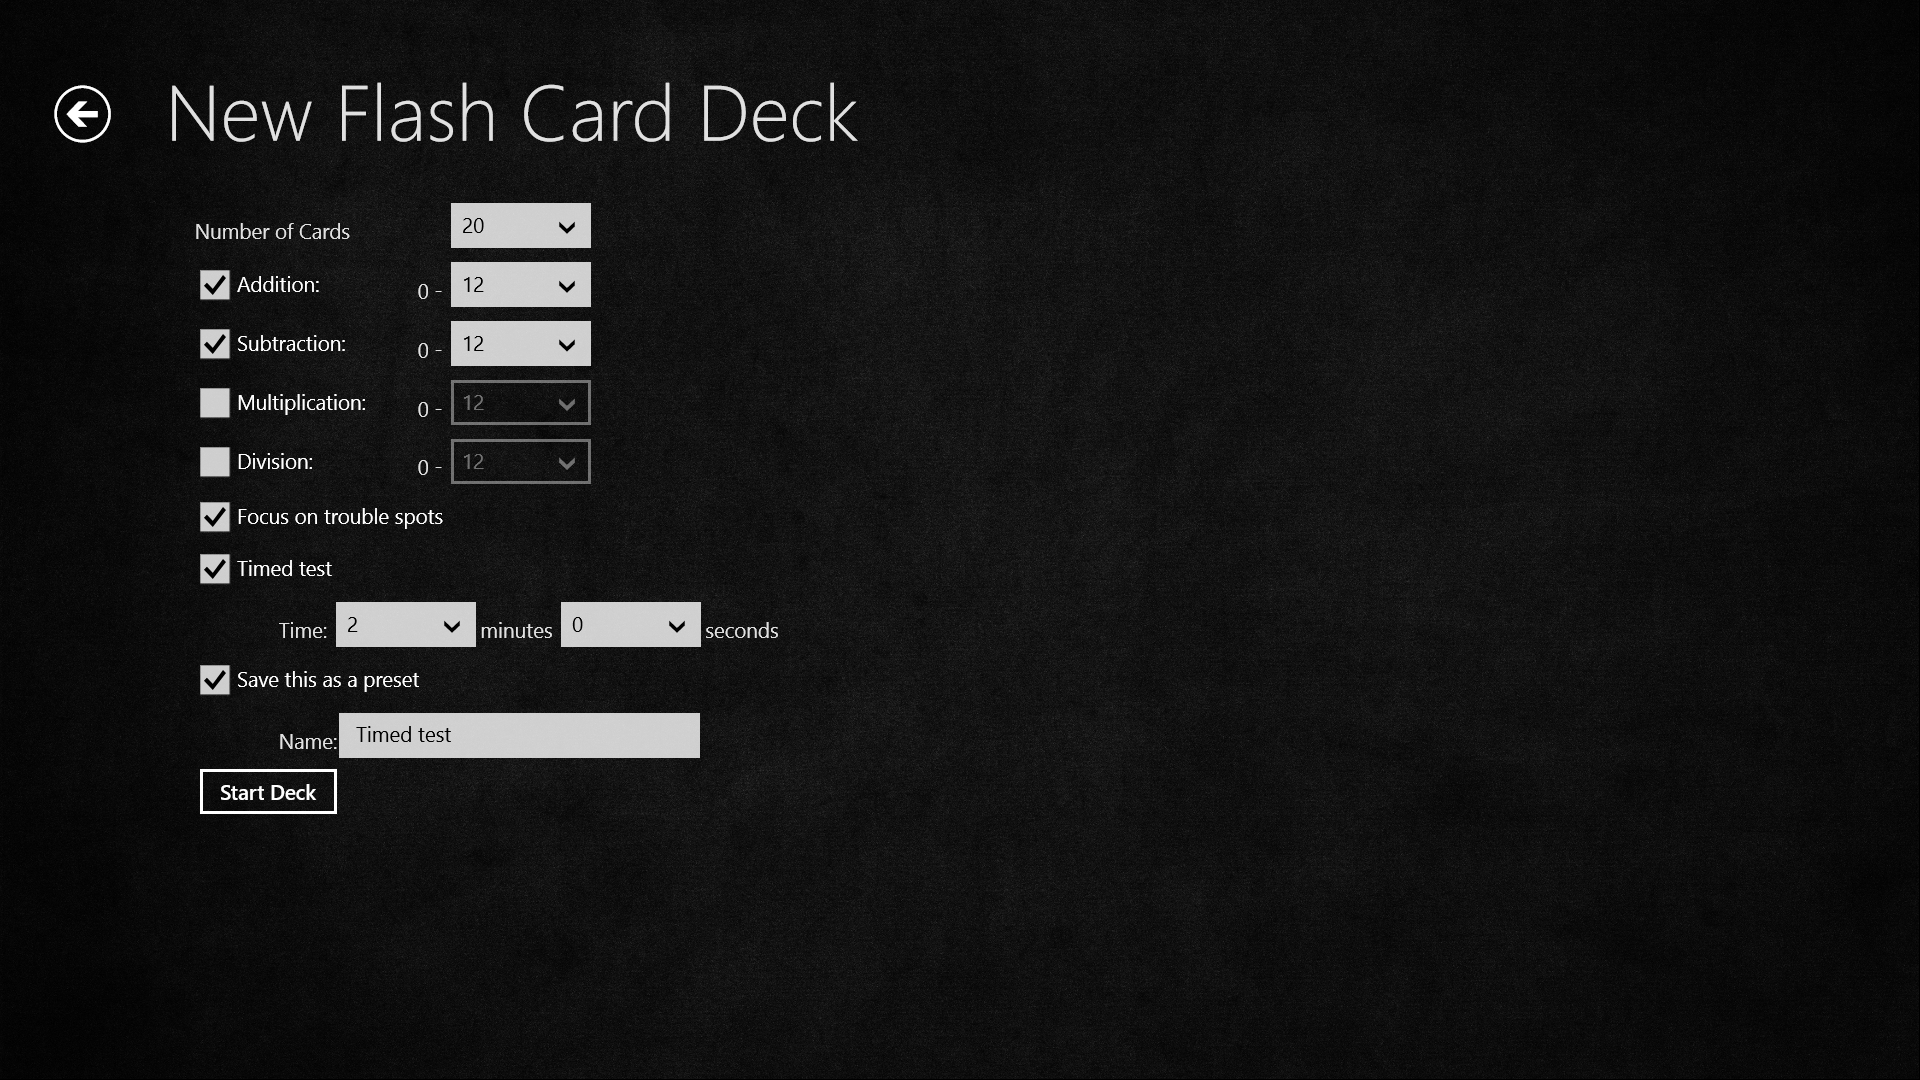 New Flash Card Deck
Number of Cards 20
Addition: 0 - 12
Subtraction: 0 - 12
Multiplication: 0 - 12
Division: 0 - 12
Focus on trouble spots
Timed test
Time: 2 minutes 0 seconds
Save this as a preset
Name: Timed test
Start Deck